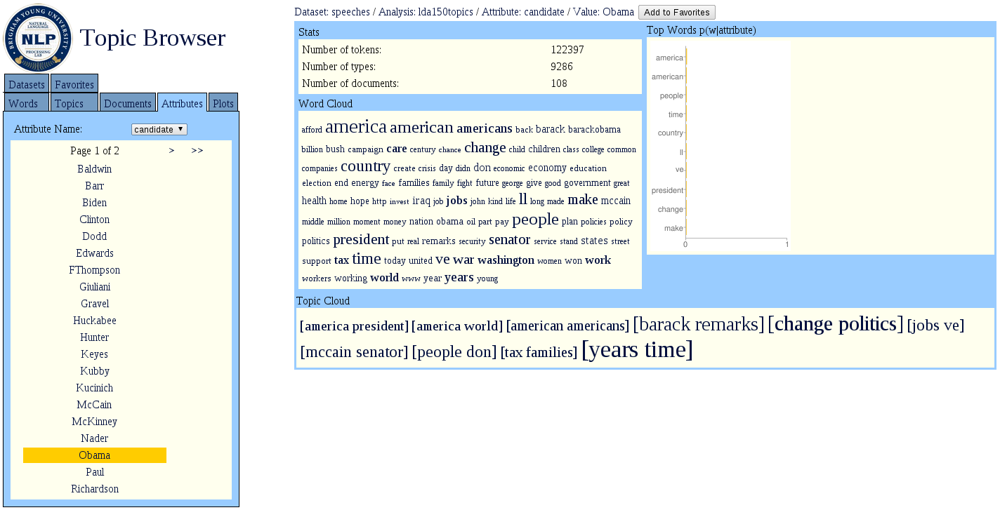 BRIGHAM YOUNG UNIVERSITY
NATURAL LANGUAGE
NLP
PROCESSING LAB
Topic Browser
Datasets Favorites
Words Topics Documents Attributes Plots
Attribute Name: candidate ▼
Page 1 of 2 > >>
Baldwin
Barr
Biden
Clinton
Dodd
Edwards
FThompson
Giuliani
Gravel
Huckabee
Hunter
Keyes
Kubby
Kucinich
McCain
McKinney
Nader
Obama
Paul
Richardson
Dataset: speeches / Analysis: lda150topics / Attribute: candidate / Value: Obama Add to Favorites
Stats
Number of tokens: 122397
Number of types: 9286
Number of documents: 108
Word Cloud
afford america american americans back barack barackobama
billion bush campaign care century chance change child children class college common
companies country create crisis day didn don economic economy education
election end energy face families family fight future george give good government great
health home hope http invest iraq job jobs john kind life ll long made make mccain
middle million moment money nation obama oil part pay people plan policies policy
politics president put real remarks security senator service stand states street
support tax time today united ve war washington women won work
workers working world www year years young
Top Words p(w|attribute)
america
american
people
time
country
ll
ve
president
change
make
0 1
Topic Cloud
[america president] [america world] [american americans] [barack remarks] [change politics] [jobs ve]
[mccain senator] [people don] [tax families] [years time]